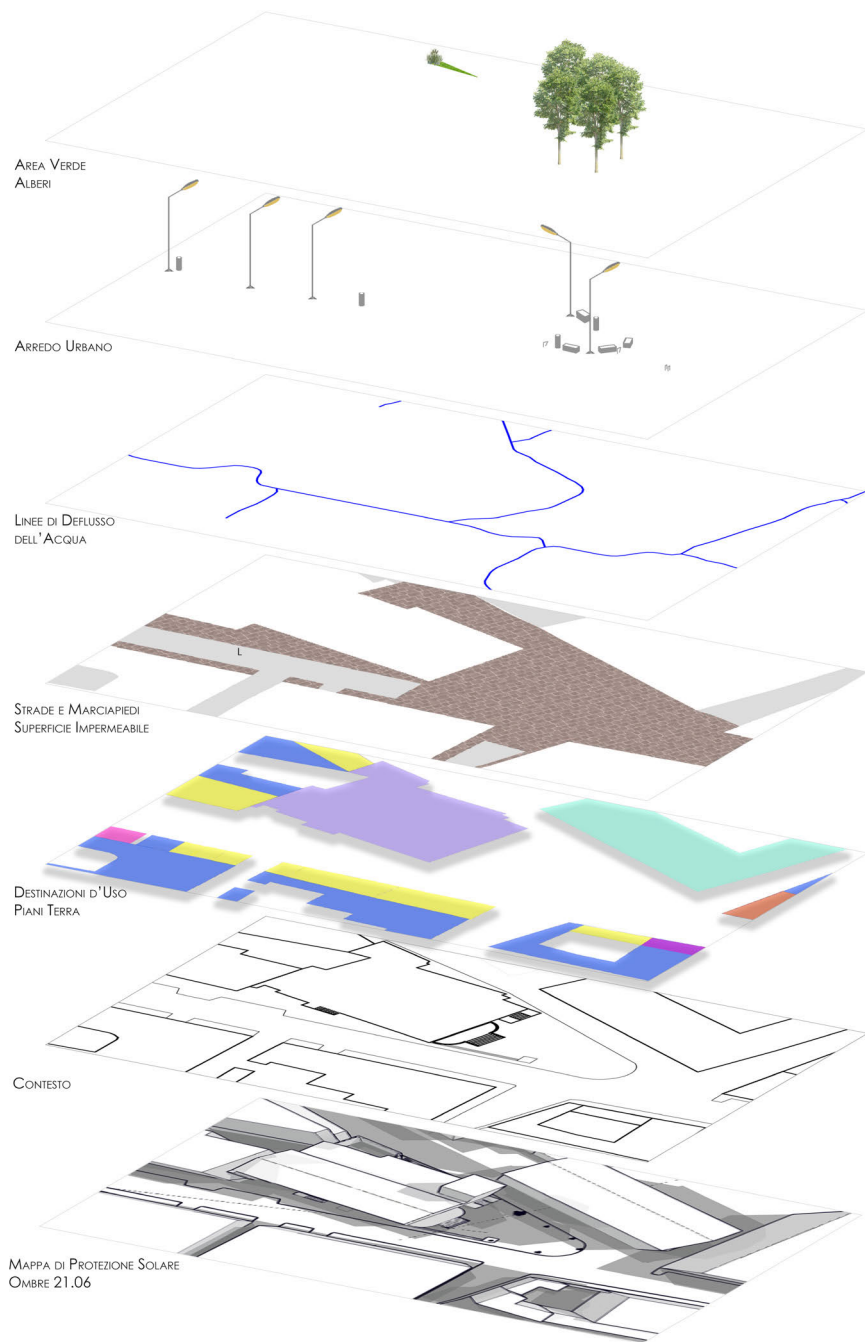 Area Verde
Alberi
Arredo Urbano
Linee di Deflusso
dell'Acqua
L
Strade e Marciapiedi
Superficie Impermeabile
Destinazioni d'Uso
Piani Terra
Contesto
Mappa di Protezione Solare
Ombre 21.06